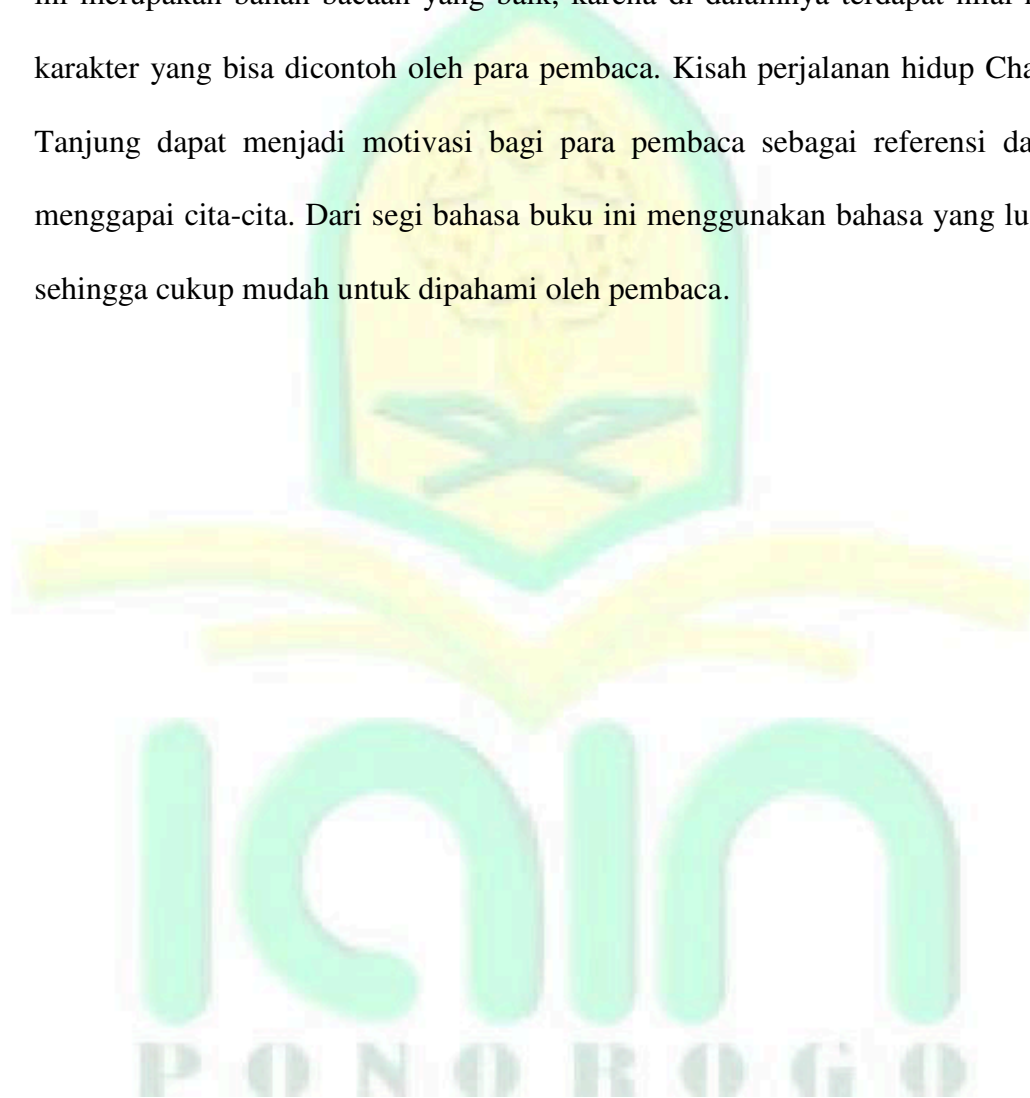 karakter yang bisa dicontoh oleh para pembaca. Kisah perjalanan hidup Cha
Tanjung dapat menjadi motivasi bagi para pembaca sebagai referensi da
menggapai cita-cita. Dari segi bahasa buku ini menggunakan bahasa yang lu
sehingga cukup mudah untuk dipahami oleh pembaca.
iain
PONOROGO